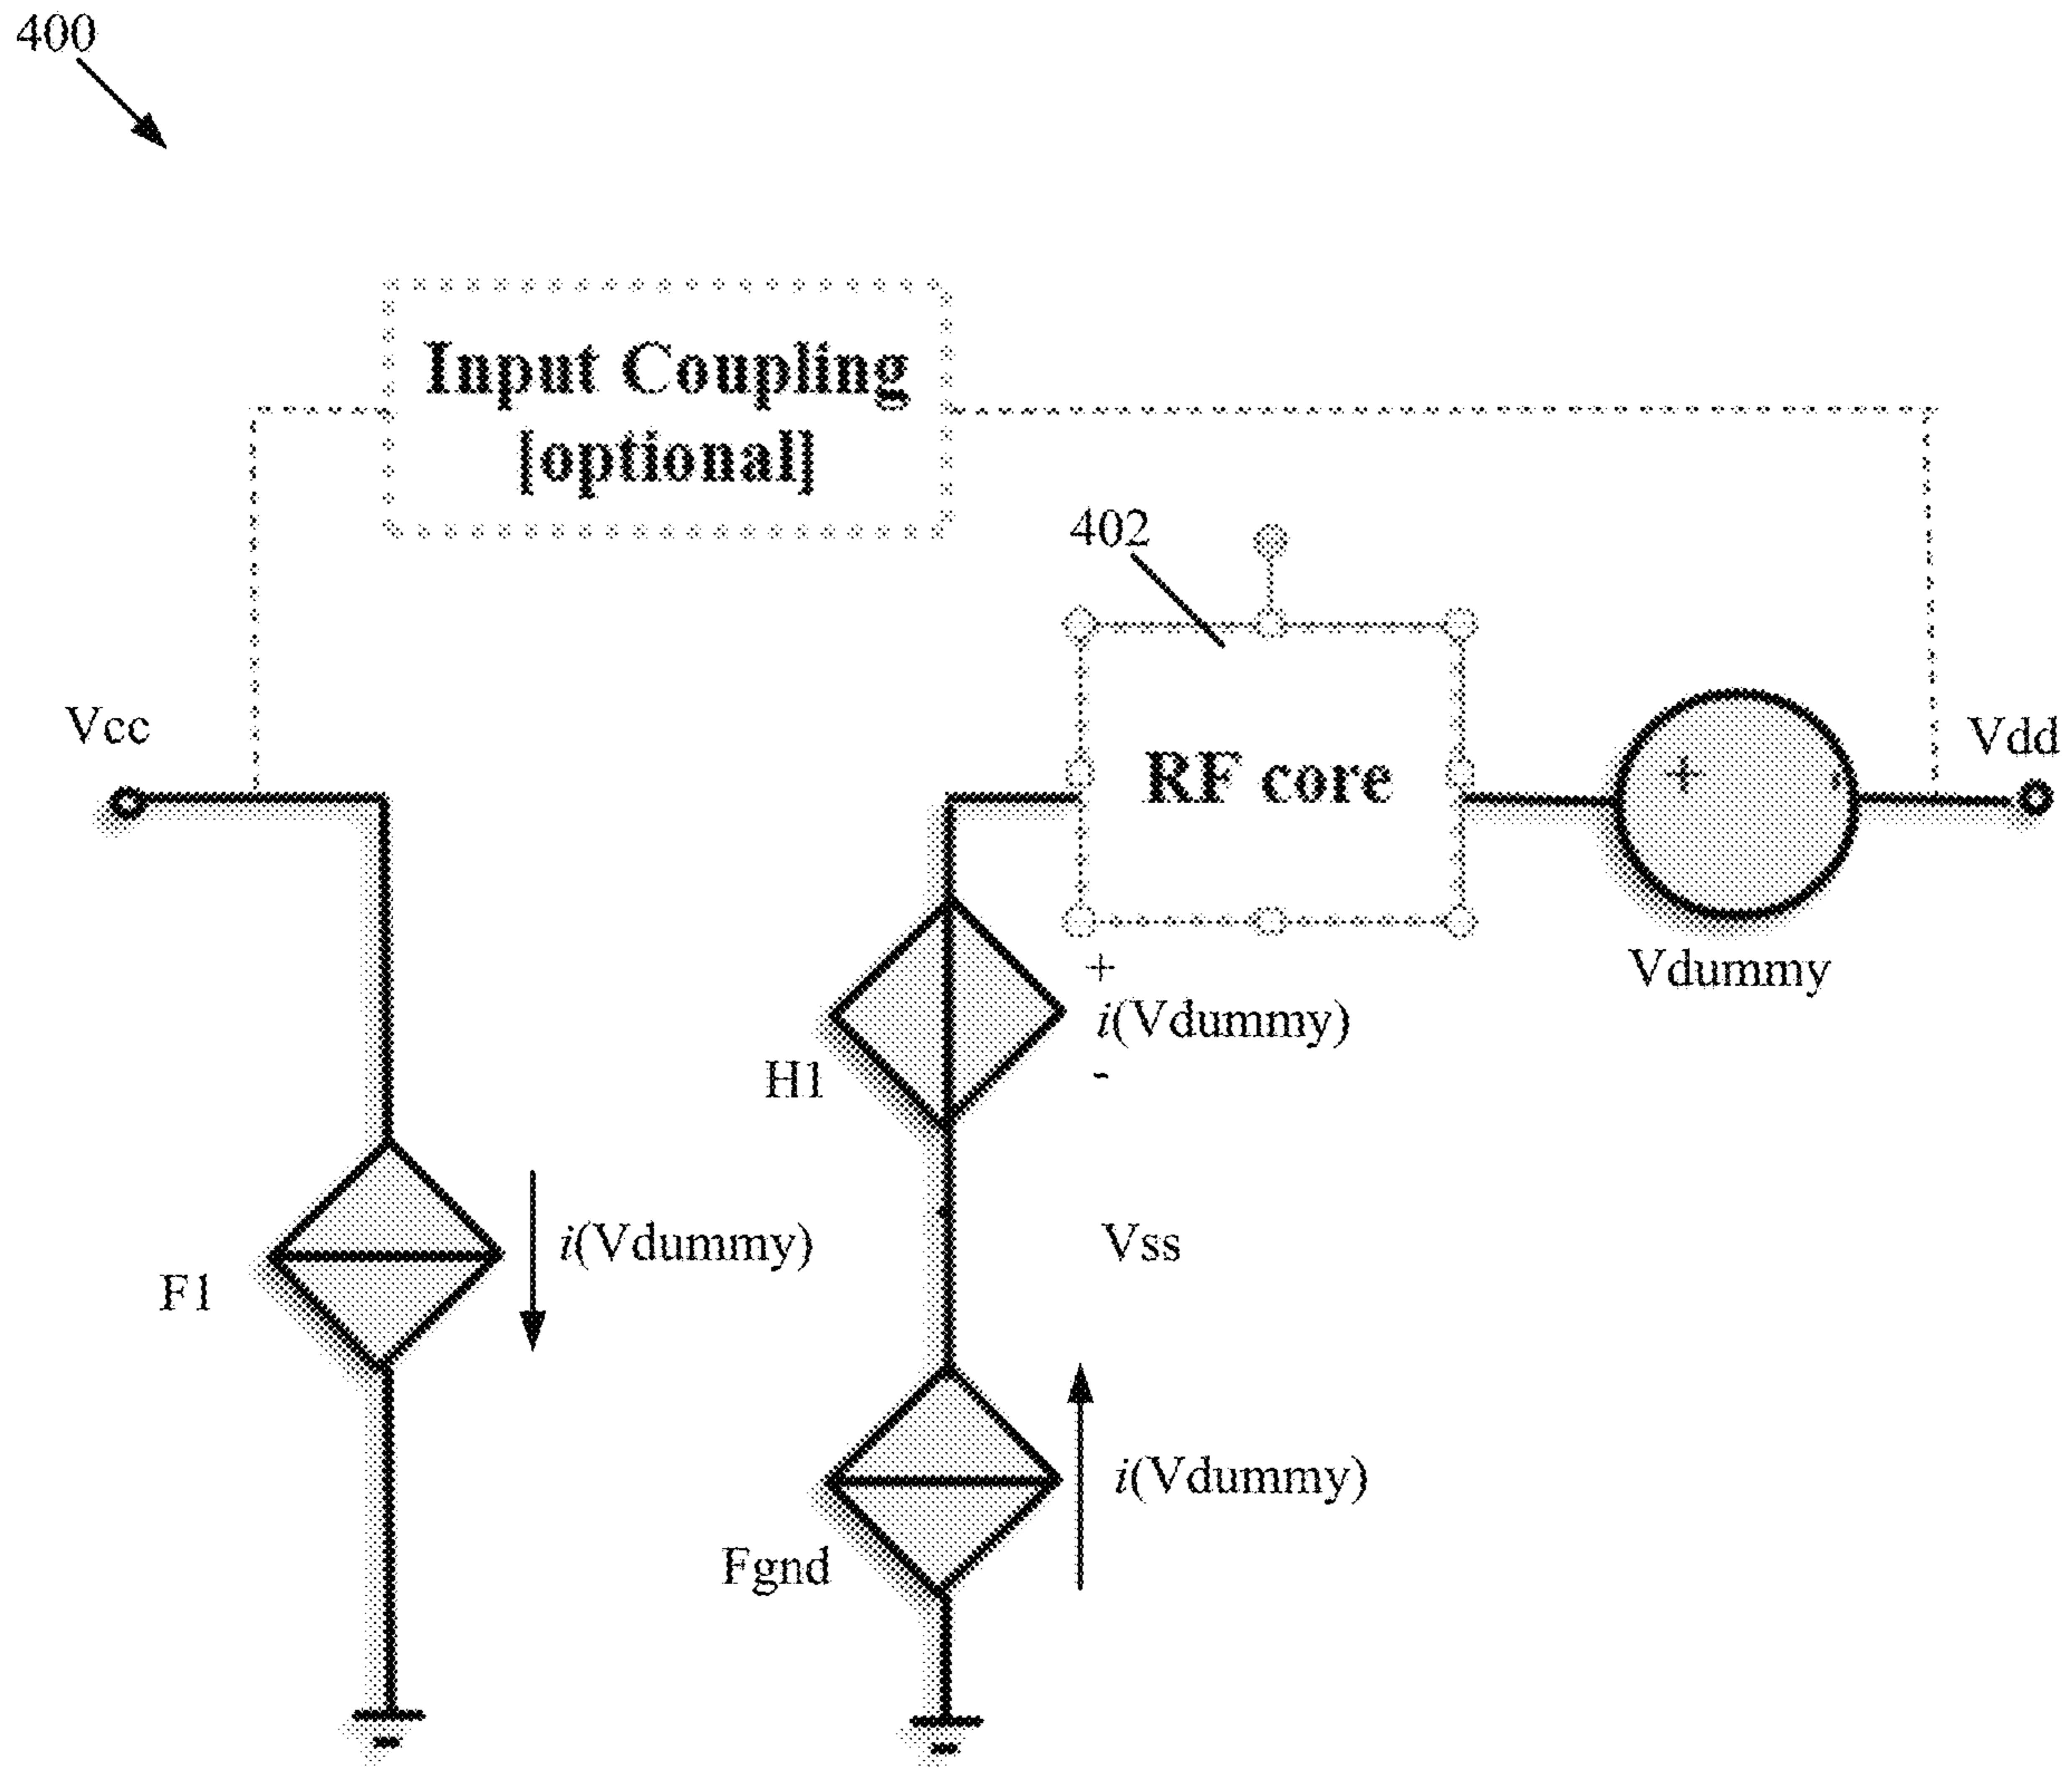 400
Input Coupling
[optional]
402
Vcc
RF core
+
-
Vdd
Vdummy
+
i(Vdummy)
-
H1
i(Vdummy)
Vss
F1
i(Vdummy)
Fgnd